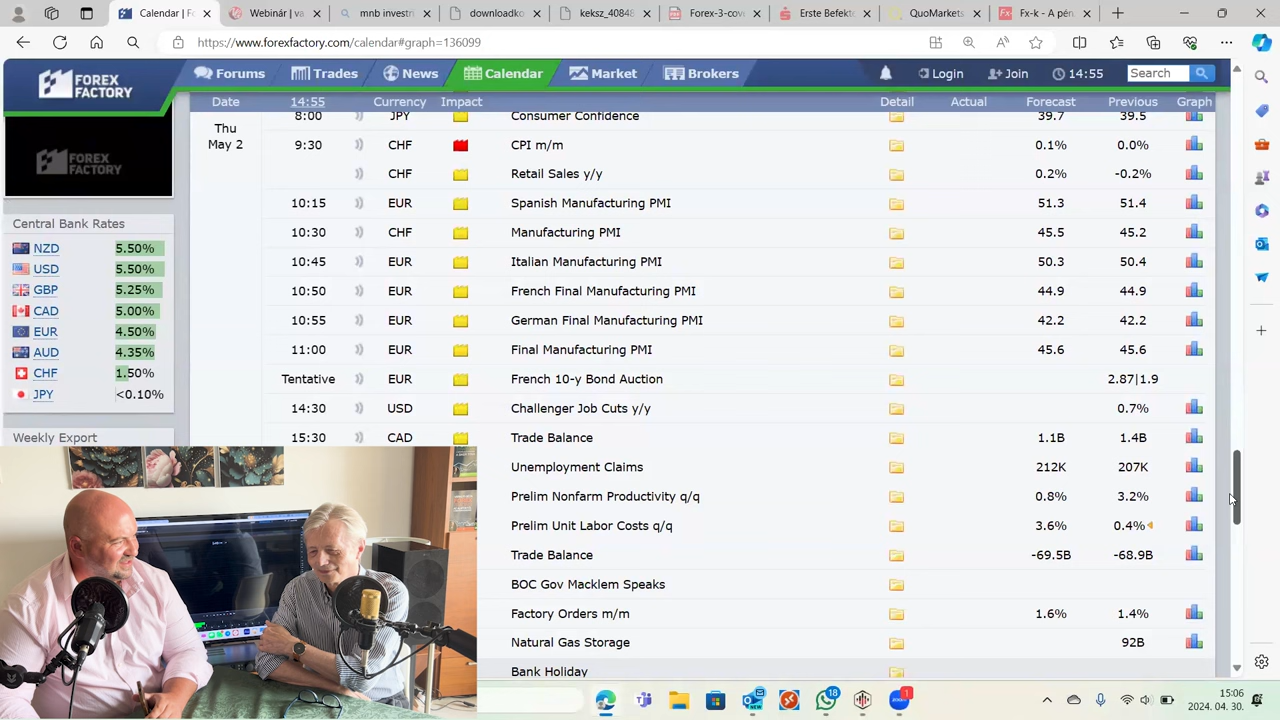 Calendar | Fo
Webinár | va
mnb investm
downloadko
keksz_40848
Forex-3-cove
Erste Befekte
QuoMarkets
Fx-k - A pén
https://www.forexfactory.com/calendar#graph=136099
FOREX FACTORY
Forums
Trades
News
Calendar
Market
Brokers
Login
Join
14:55
Search
Date 14:55 Currency Impact Detail Actual Forecast Previous Graph
8:00 JPY Consumer Confidence 39.7 39.5
Thu May 2 9:30 CHF CPI m/m 0.1% 0.0%
CHF Retail Sales y/y 0.2% -0.2%
10:15 EUR Spanish Manufacturing PMI 51.3 51.4
10:30 CHF Manufacturing PMI 45.5 45.2
10:45 EUR Italian Manufacturing PMI 50.3 50.4
10:50 EUR French Final Manufacturing PMI 44.9 44.9
10:55 EUR German Final Manufacturing PMI 42.2 42.2
11:00 EUR Final Manufacturing PMI 45.6 45.6
Tentative EUR French 10-y Bond Auction 2.87|1.9
14:30 USD Challenger Job Cuts y/y 0.7%
15:30 CAD Trade Balance 1.1B 1.4B
Unemployment Claims 212K 207K
Prelim Nonfarm Productivity q/q 0.8% 3.2%
Prelim Unit Labor Costs q/q 3.6% 0.4%
Trade Balance -69.5B -68.9B
BOC Gov Macklem Speaks
Factory Orders m/m 1.6% 1.4%
Natural Gas Storage 92B
Bank Holiday
FOREX FACTORY
Central Bank Rates
NZD 5.50%
USD 5.50%
GBP 5.25%
CAD 5.00%
EUR 4.50%
AUD 4.35%
CHF 1.50%
JPY <0.10%
Weekly Export
18
1
15:06
2024. 04. 30.